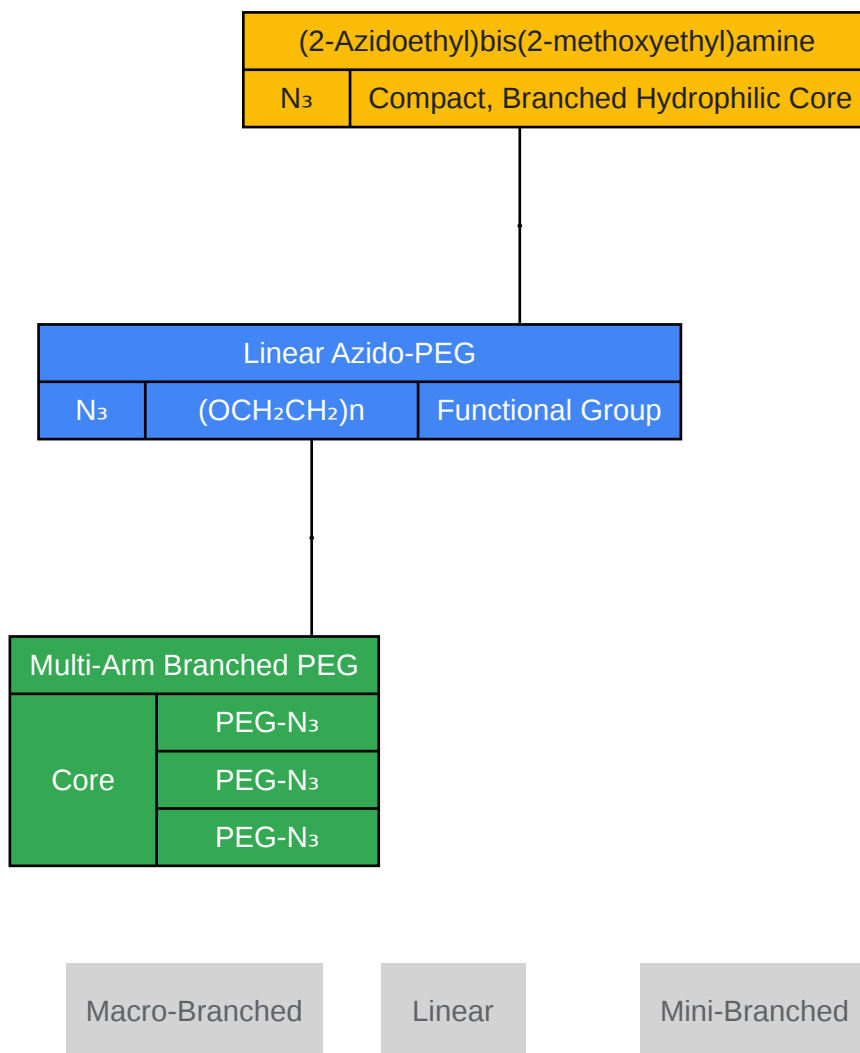 (2-Azidoethyl)bis(2-methoxyethyl)amine
N₃ Compact, Branched Hydrophilic Core
Linear Azido-PEG
N₃ (OCH₂CH₂)n Functional Group
Multi-Arm Branched PEG
Core
PEG-N₃
PEG-N₃
PEG-N₃
Macro-Branched Linear Mini-Branched